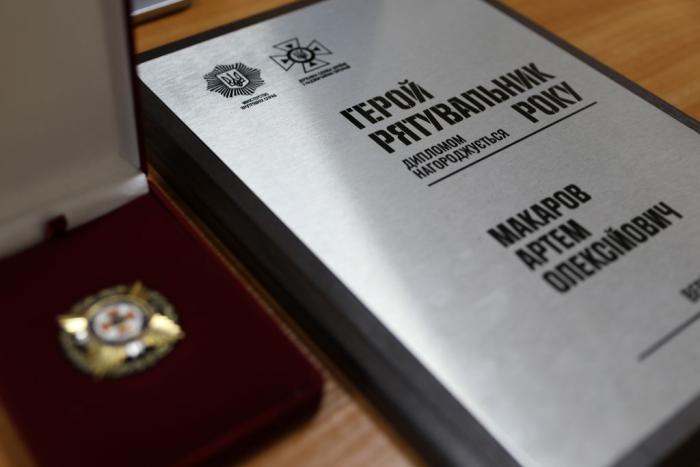 ГЕРОЙ
РЯТУВАЛЬНИК
РОКУ
ДИПЛОМОМ
НАГОРОДЖУЄТЬСЯ
МАКАРОВ
АРТЕМ
ОЛЕКСІЙОВИЧ